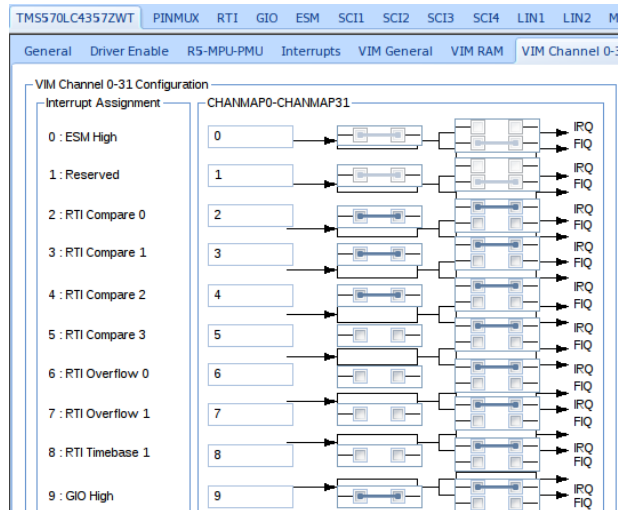 TMS570LC4357ZWT PINMUX RTI GIO ESM SCI1 SCI2 SCI3 SCI4 LIN1 LIN2 M
General Driver Enable R5-MPU-PMU Interrupts VIM General VIM RAM VIM Channel 0-3
VIM Channel 0-31 Configuration
Interrupt Assignment CHANMAP0-CHANMAP31
0 : ESM High 0 IRQ
FIQ
1 : Reserved 1 IRQ
FIQ
2 : RTI Compare 0 2 IRQ
FIQ
3 : RTI Compare 1 3 IRQ
FIQ
4 : RTI Compare 2 4 IRQ
FIQ
5 : RTI Compare 3 5 IRQ
FIQ
6 : RTI Overflow 0 6 IRQ
FIQ
7 : RTI Overflow 1 7 IRQ
FIQ
8 : RTI Timebase 1 8 IRQ
FIQ
9 : GIO High 9 IRQ
FIQ